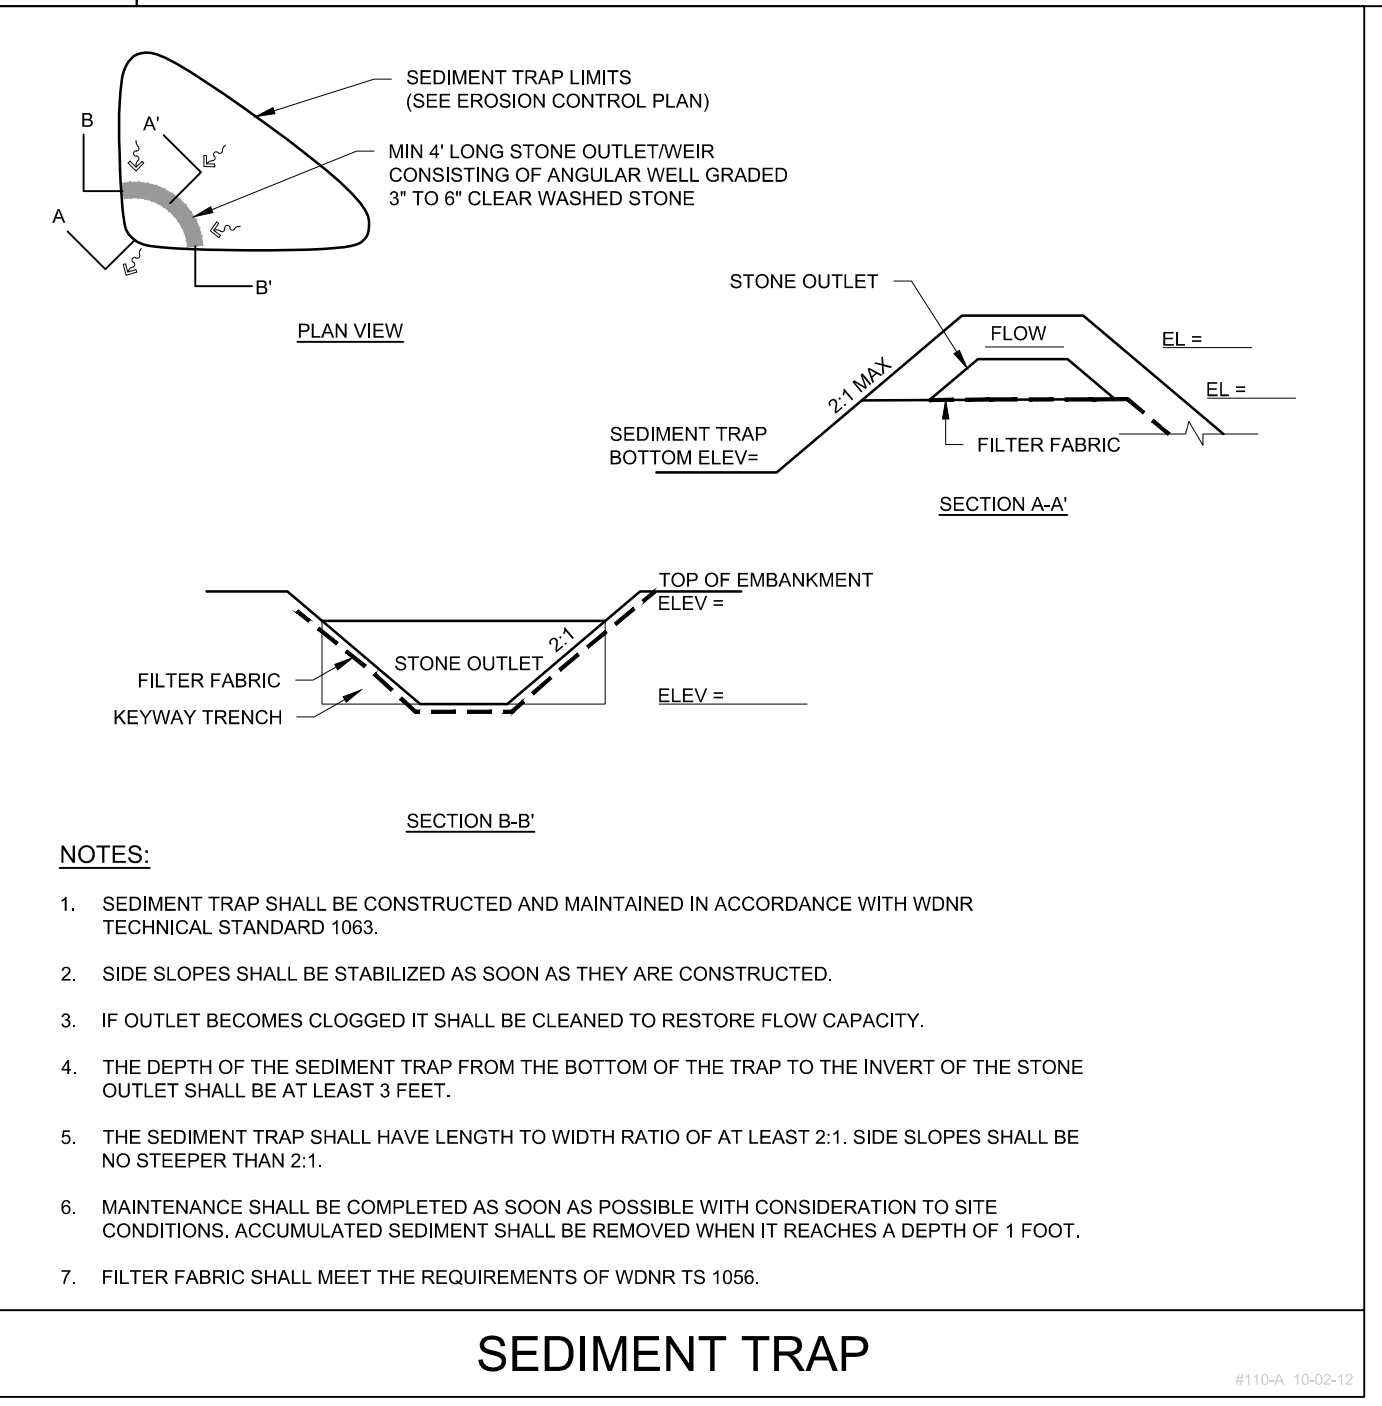 SEDIMENT TRAP LIMITS
(SEE EROSION CONTROL PLAN)
B
A'
MIN 4' LONG STONE OUTLET/WEIR
CONSISTING OF ANGULAR WELL GRADED
3" TO 6" CLEAR WASHED STONE
A
B'
PLAN VIEW
STONE OUTLET
FLOW
EL =
2:1 MAX
EL =
SEDIMENT TRAP
BOTTOM ELEV=
FILTER FABRIC
SECTION A-A'
TOP OF EMBANKMENT
ELEV =
2:1
STONE OUTLET
FILTER FABRIC
ELEV =
KEYWAY TRENCH
SECTION B-B'
NOTES:
1. SEDIMENT TRAP SHALL BE CONSTRUCTED AND MAINTAINED IN ACCORDANCE WITH WDNR
TECHNICAL STANDARD 1063.
2. SIDE SLOPES SHALL BE STABILIZED AS SOON AS THEY ARE CONSTRUCTED.
3. IF OUTLET BECOMES CLOGGED IT SHALL BE CLEANED TO RESTORE FLOW CAPACITY.
4. THE DEPTH OF THE SEDIMENT TRAP FROM THE BOTTOM OF THE TRAP TO THE INVERT OF THE STONE
OUTLET SHALL BE AT LEAST 3 FEET.
5. THE SEDIMENT TRAP SHALL HAVE LENGTH TO WIDTH RATIO OF AT LEAST 2:1. SIDE SLOPES SHALL BE
NO STEEPER THAN 2:1.
6. MAINTENANCE SHALL BE COMPLETED AS SOON AS POSSIBLE WITH CONSIDERATION TO SITE
CONDITIONS. ACCUMULATED SEDIMENT SHALL BE REMOVED WHEN IT REACHES A DEPTH OF 1 FOOT.
7. FILTER FABRIC SHALL MEET THE REQUIREMENTS OF WDNR TS 1056.
SEDIMENT TRAP
#110-A 10-02-12